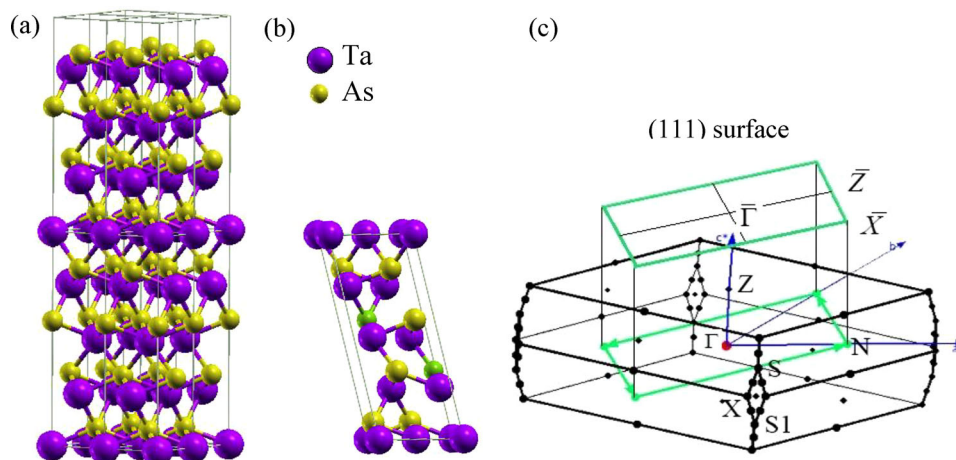 (a)
(b)
Ta
As
(c)
(111) surface
Z̄
Γ̄
X̄
c*
b
Z
Γ
N
S
X
S1